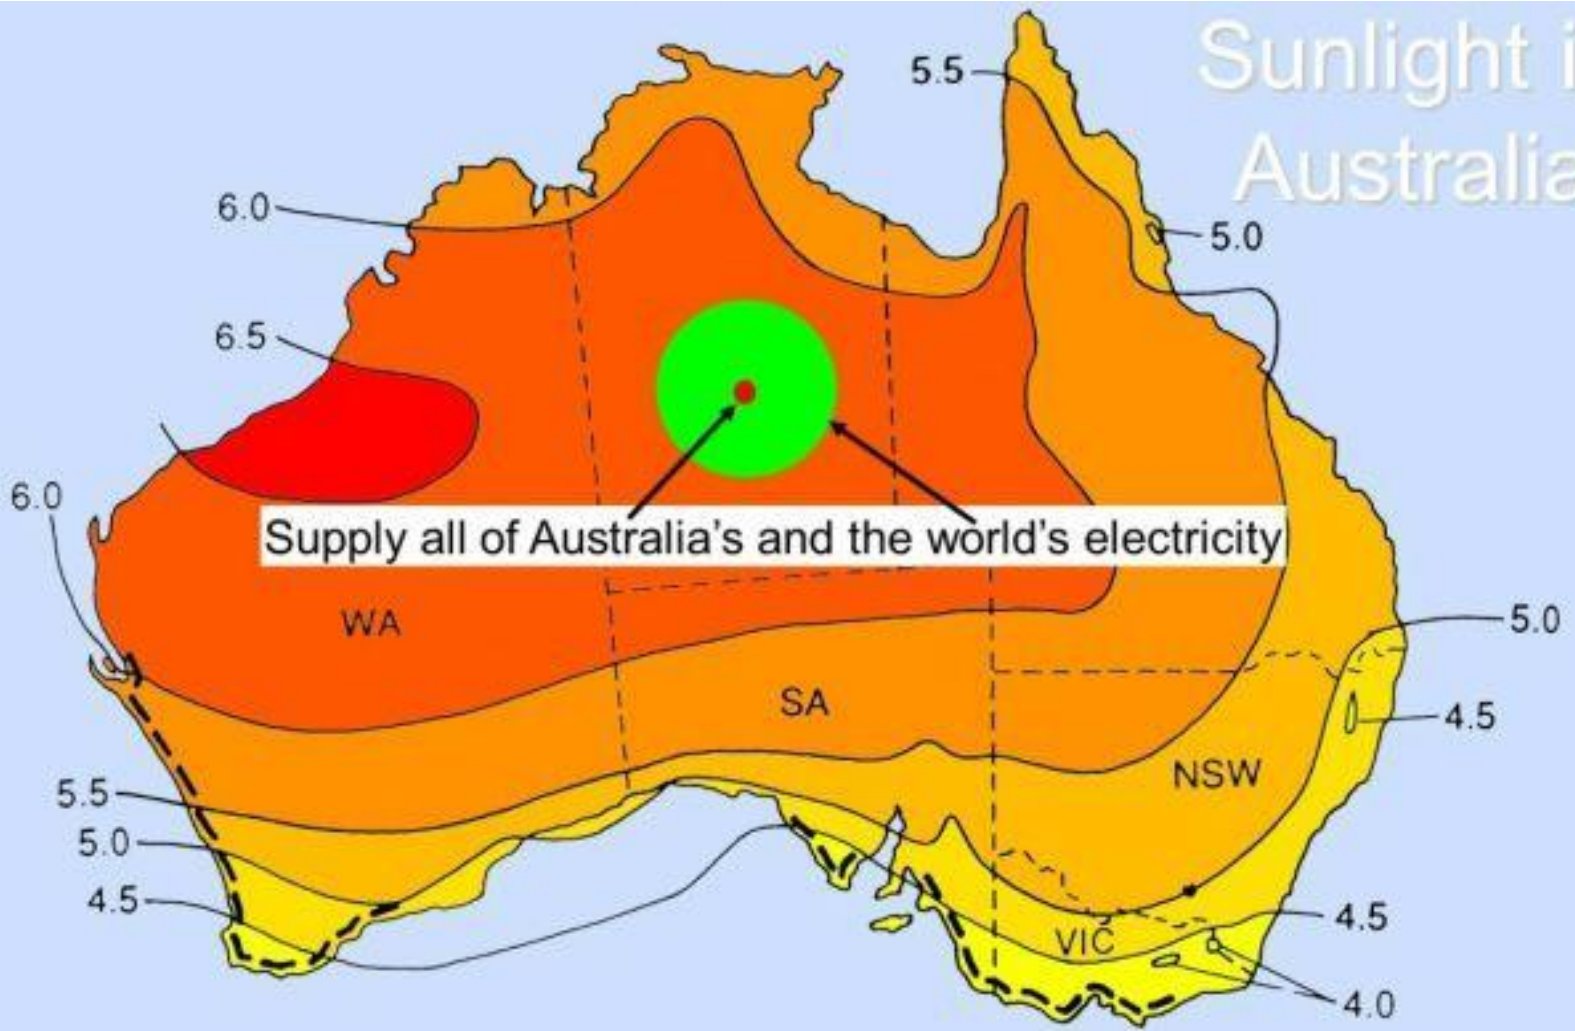 Sunlight i
Australia
5.5
6.0
5.0
6.5
6.0
Supply all of Australia's and the world's electricity
WA
5.0
SA
4.5
NSW
5.5
5.0
4.5
4.5
VIC
4.0